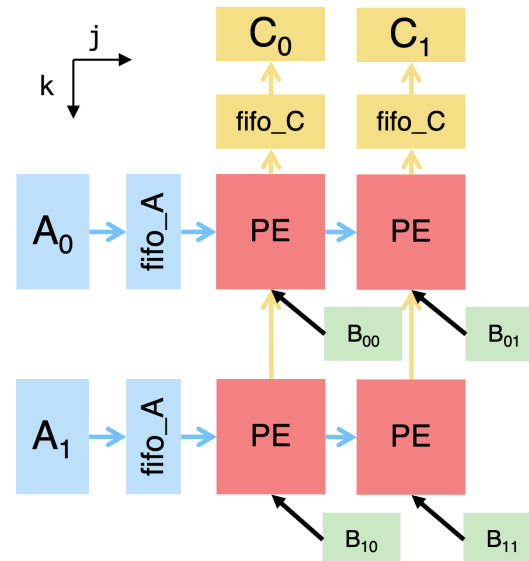 C₀ C₁
j
k
fifo_C fifo_C
A₀ fifo_A PE PE
B₀₀ B₀₁
A₁ fifo_A PE PE
B₁₀ B₁₁